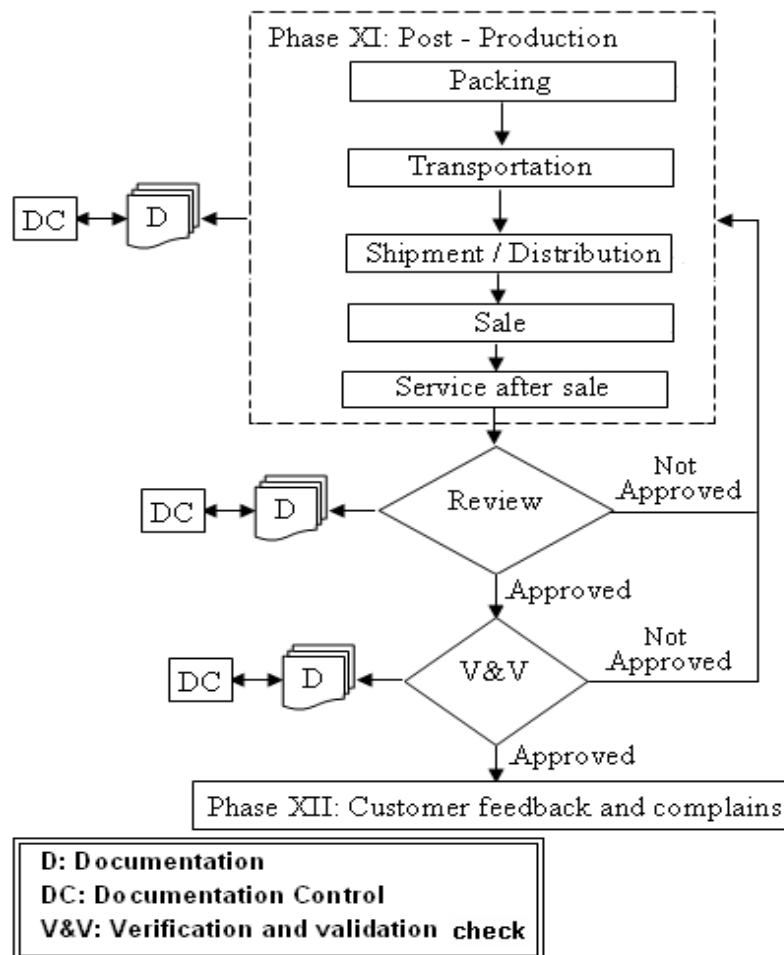 Phase XI: Post - Production
Packing
Transportation
DC
D
Shipment / Distribution
Sale
Service after sale
Not
Approved
Review
DC
D
Approved
Not
Approved
V&V
DC
D
Approved
Phase XII: Customer feedback and complains
D: Documentation
DC: Documentation Control
V&V: Verification and validation check